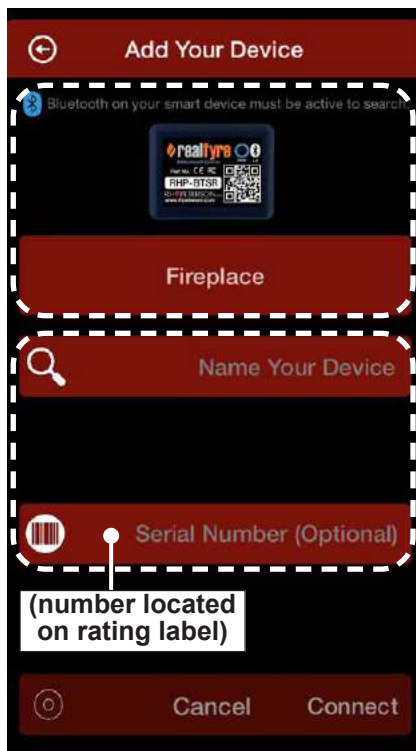 Add Your Device
Bluetooth on your smart device must be active to search
realfyre
RHP-BTSR
Fireplace
Name Your Device
Serial Number (Optional)
(number located
on rating label)
Cancel
Connect